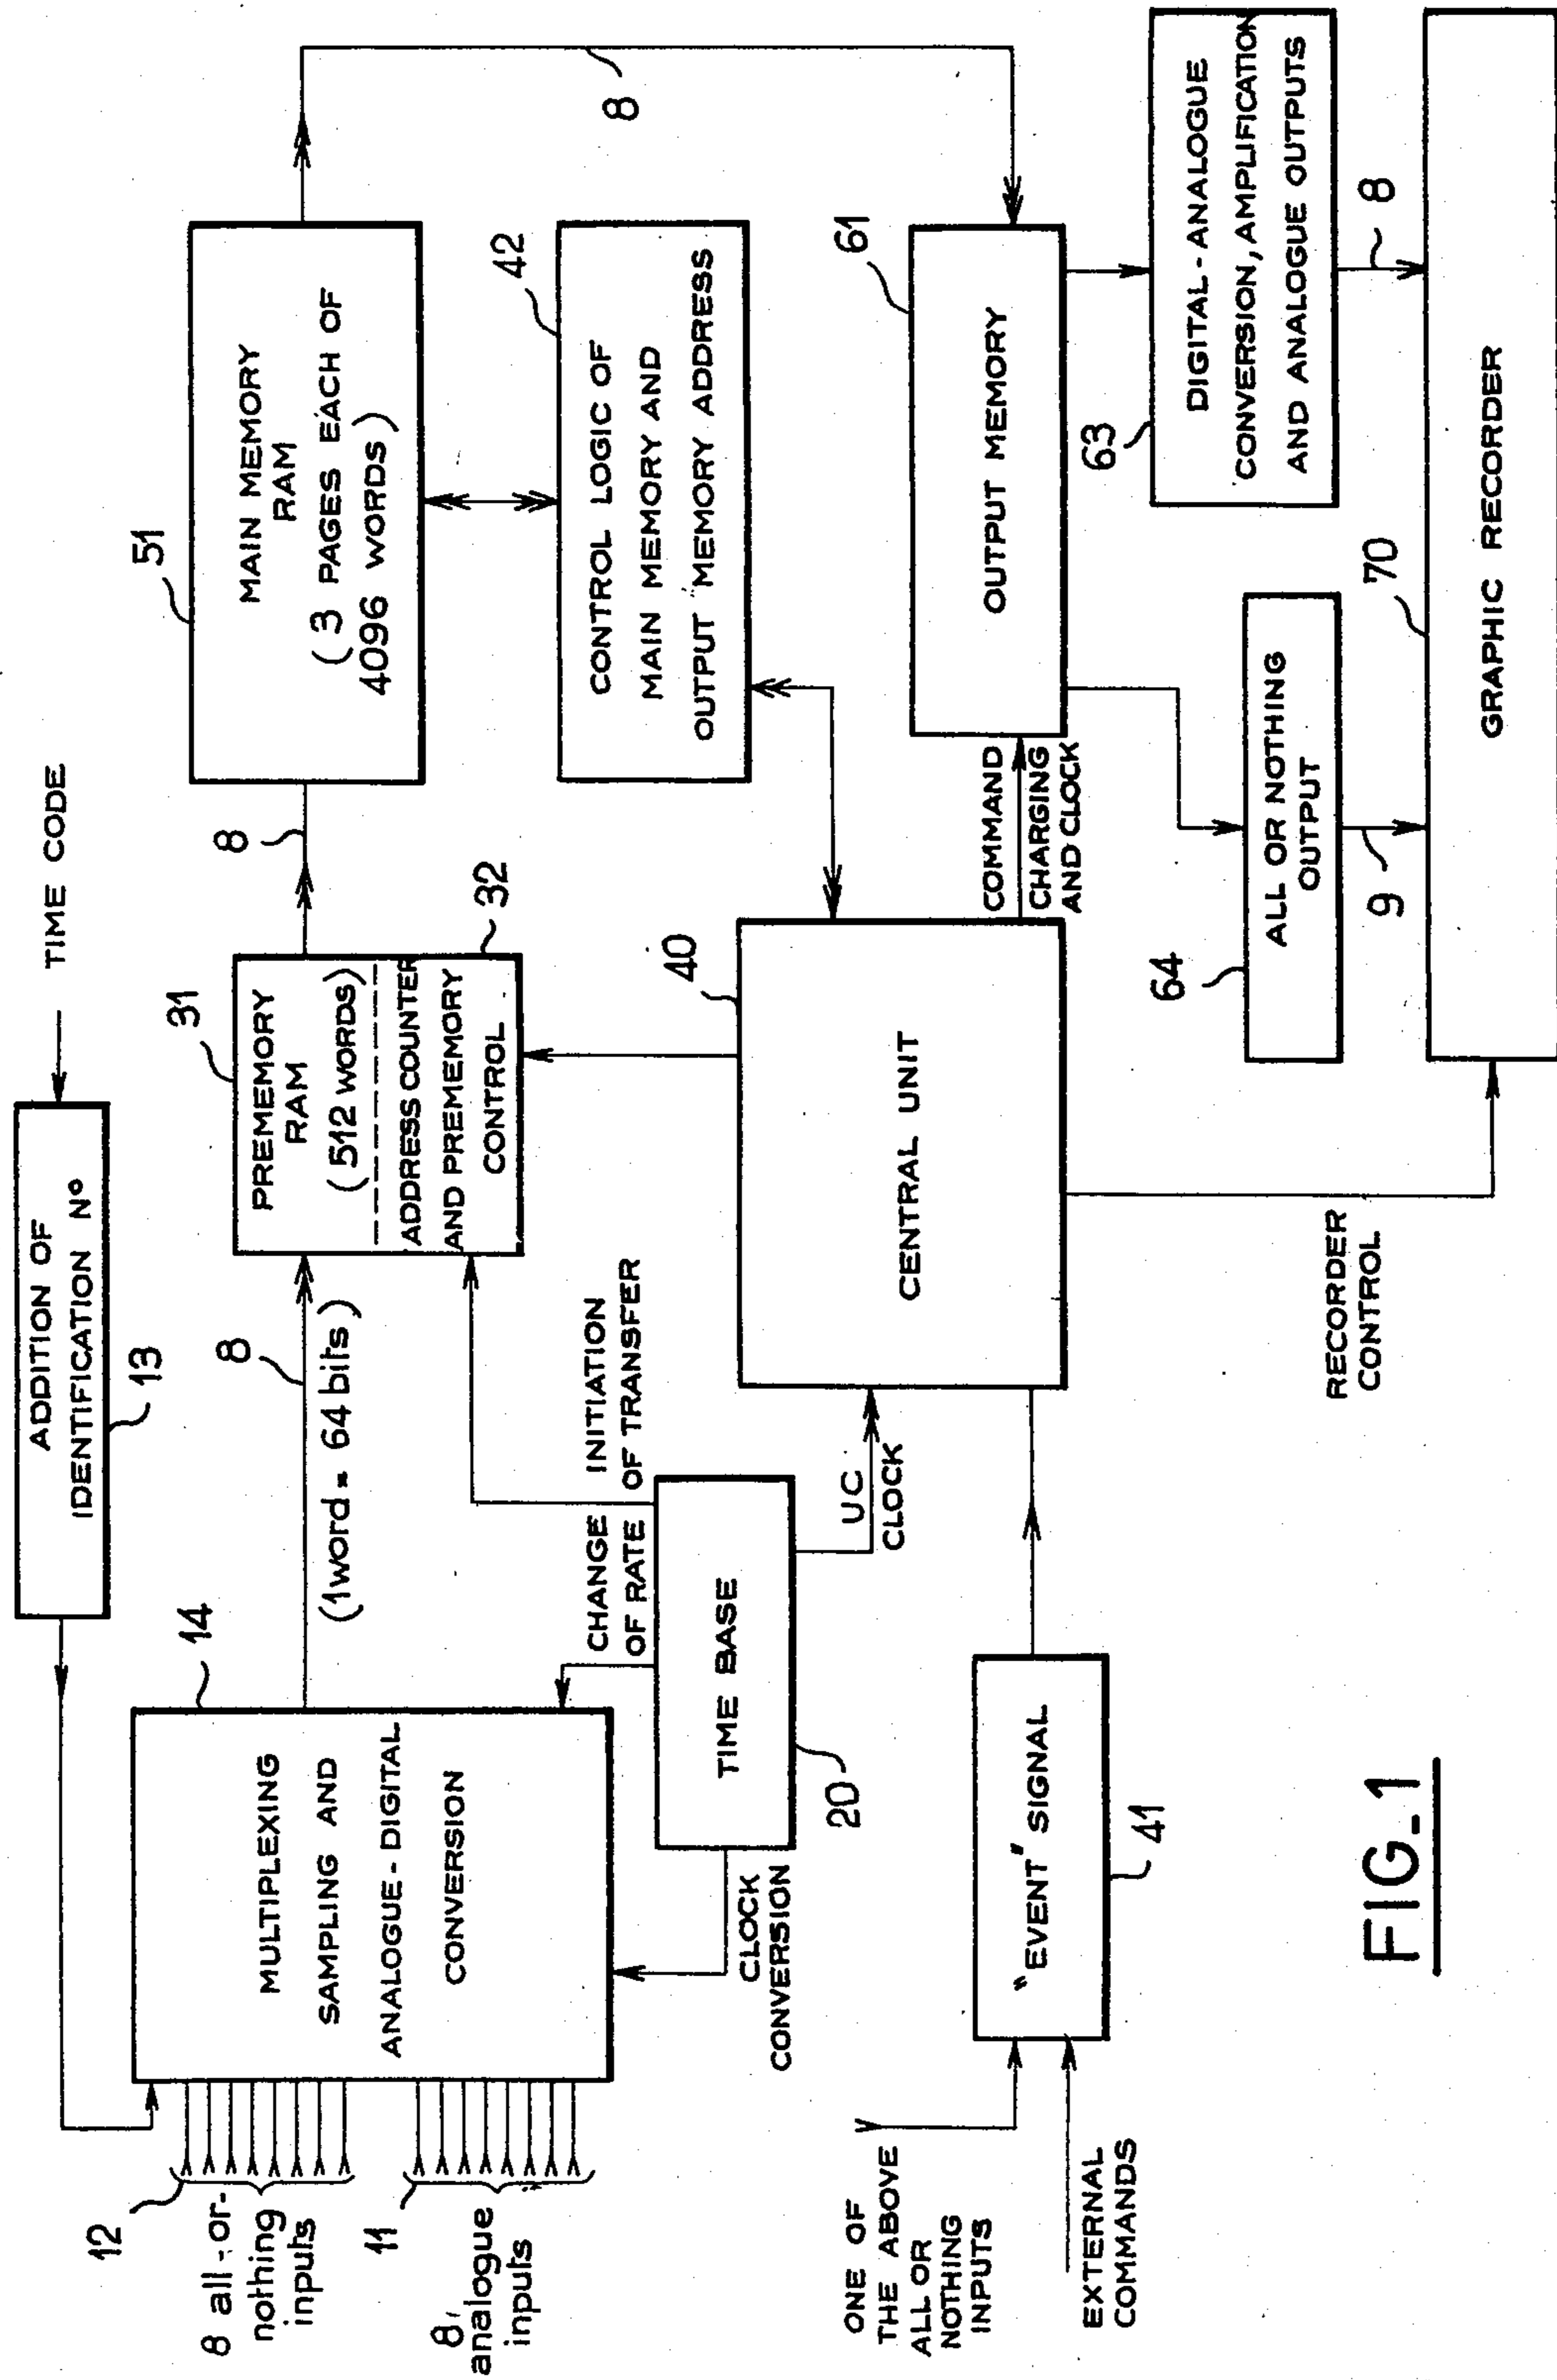 TIME CODE
ADDITION OF
IDENTIFICATION Nº
13
12
8 all-or-
nothing
inputs
11
8
analogue
inputs
14
MULTIPLEXING
SAMPLING AND
ANALOGUE-DIGITAL
CONVERSION
8
(1 word = 64 bits)
31
PREMEMORY
RAM
(512 WORDS)
ADDRESS COUNTER
AND PREMEMORY
CONTROL
32
8
51
MAIN MEMORY
RAM
(3 PAGES EACH OF
4096 WORDS)
8
42
CONTROL LOGIC OF
MAIN MEMORY AND
OUTPUT MEMORY ADDRESS
CHANGE
OF RATE
INITIATION
OF TRANSFER
TIME BASE
20
CLOCK
CONVERSION
UC
CLOCK
40
CENTRAL UNIT
COMMAND
CHARGING
AND CLOCK
61
OUTPUT MEMORY
ONE OF
THE ABOVE
ALL OR
NOTHING
INPUTS
EXTERNAL
COMMANDS
"EVENT" SIGNAL
41
RECORDER
CONTROL
64
ALL OR NOTHING
OUTPUT
9
63
DIGITAL-ANALOGUE
CONVERSION, AMPLIFICATION
AND ANALOGUE OUTPUTS
8
70
GRAPHIC RECORDER
FIG_1